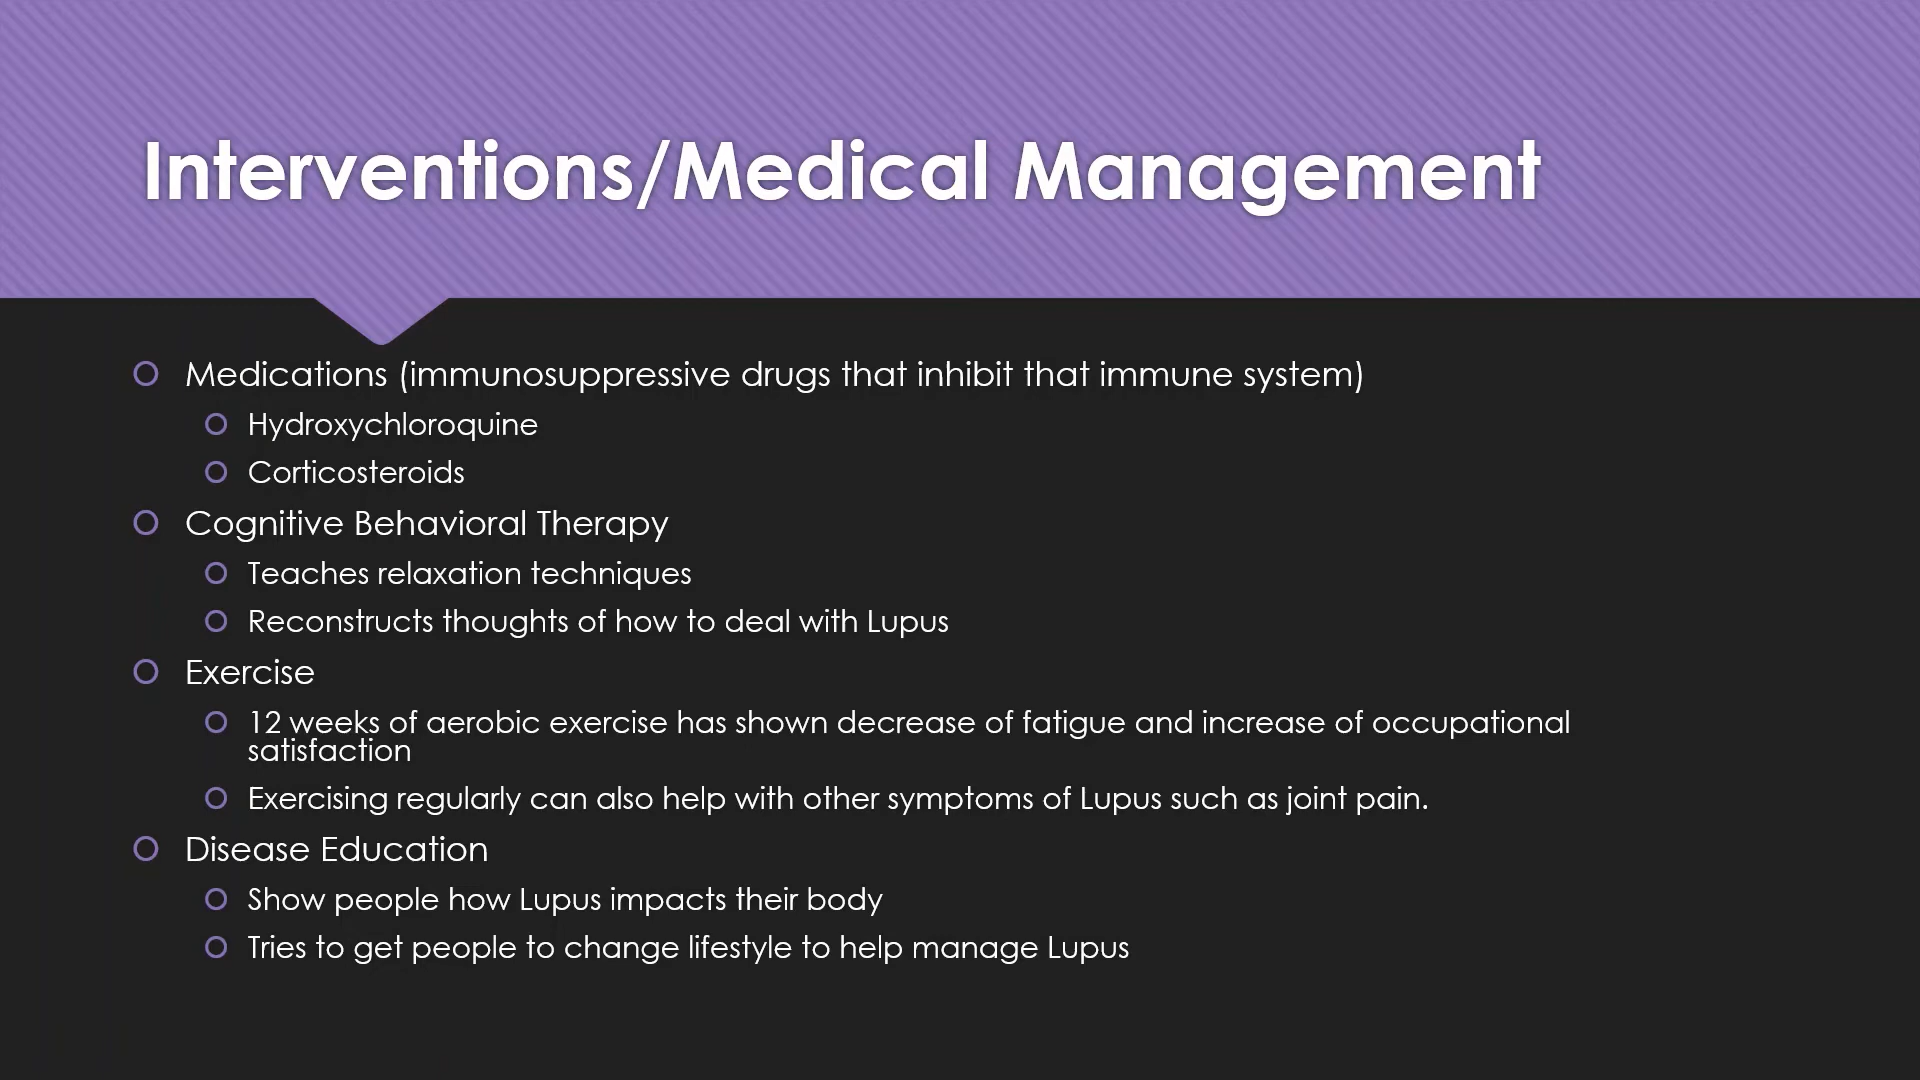 Interventions/Medical Management
Medications (immunosuppressive drugs that inhibit that immune system)
Hydroxychloroquine
Corticosteroids
Cognitive Behavioral Therapy
Teaches relaxation techniques
Reconstructs thoughts of how to deal with Lupus
Exercise
12 weeks of aerobic exercise has shown decrease of fatigue and increase of occupational
satisfaction
Exercising regularly can also help with other symptoms of Lupus such as joint pain.
Disease Education
Show people how Lupus impacts their body
Tries to get people to change lifestyle to help manage Lupus